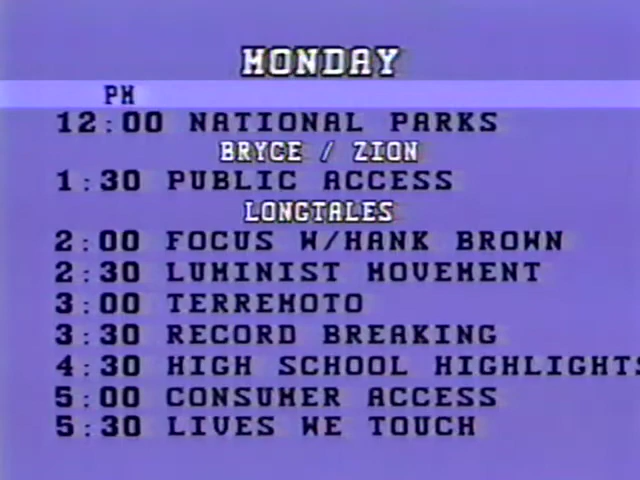 MONDAY
PM
12:00 NATIONAL PARKS
BRYCE / ZION
1:30 PUBLIC ACCESS
LONGTALES
2:00 FOCUS W/HANK BROWN
2:30 LUMINIST MOVEMENT
3:00 TERREMOTO
3:30 RECORD BREAKING
4:30 HIGH SCHOOL HIGHLIGHTS
5:00 CONSUMER ACCESS
5:30 LIVES WE TOUCH